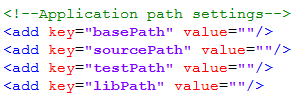 <!--Application path settings-->
<add key="basePath" value=""/>
<add key="sourcePath" value=""/>
<add key="testPath" value=""/>
<add key="libPath" value=""/>